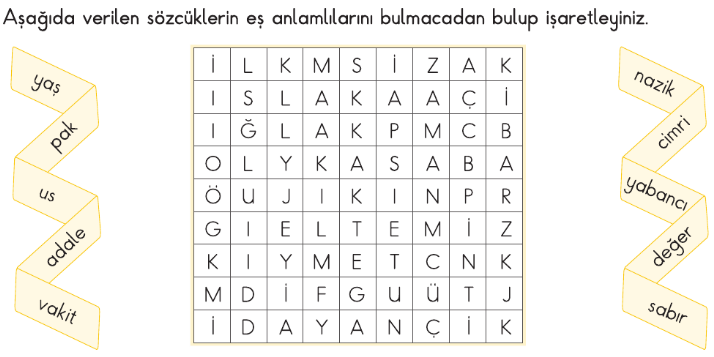 Aşağıda verilen sözcüklerin eş anlamlılarını bulmacadan bulup işaretleyiniz.
yaş
pak
us
adale
vakit
İ L K M S İ Z A K
I S L A K A A Ç İ
I Ğ L A K P M C B
O L Y K A S A B A
Ö U J I K I N P R
G I E L T E M İ Z
K I Y M E T C N K
M D İ F G U Ü T J
İ D A Y A N Ç İ K
nazik
cimri
yabancı
değer
sabır